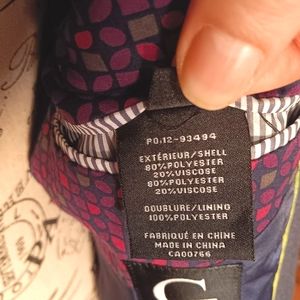 PO.12-93494
EXTÉRIEUR/SHELL
80%POLYESTER
20%VISCOSE
80%POLYESTER
20%VISCOSE
DOUBLURE/LINING
100%POLYESTER
FABRIQUÉ EN CHINE
MADE IN CHINA
CA00766